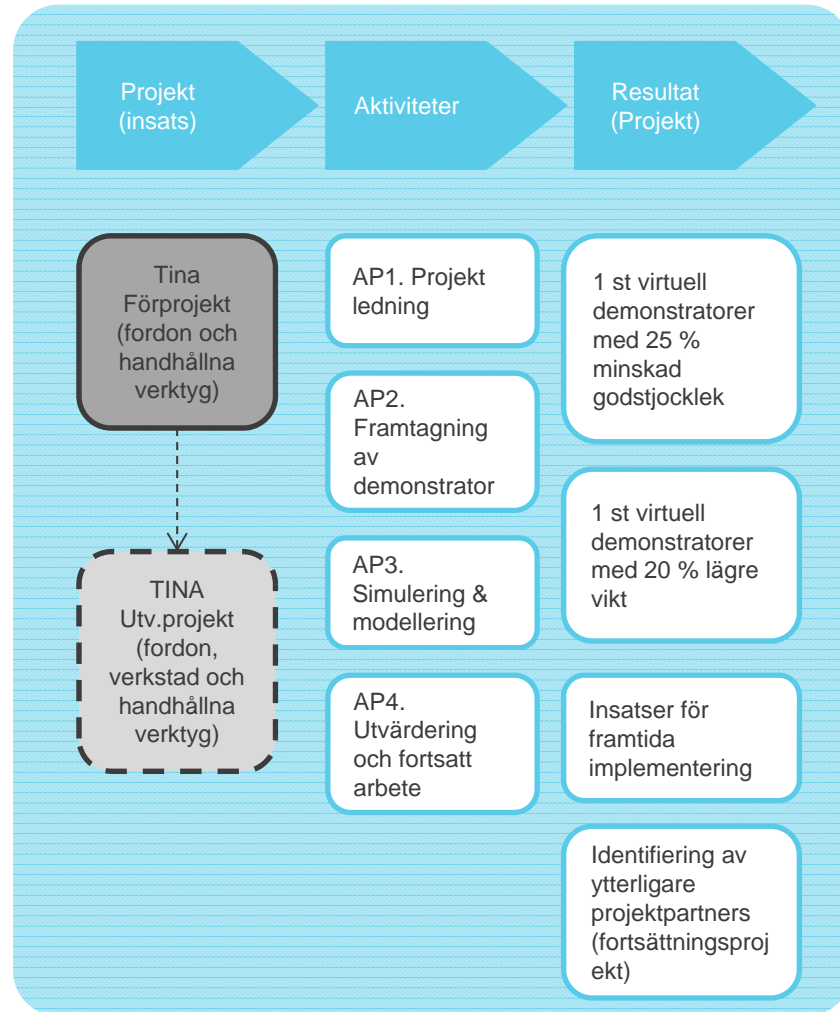 Projekt
(insats)
Aktiviteter
Resultat
(Projekt)
Tina
Förprojekt
(fordon och
handhållna
verktyg)
TINA
Utv.projekt
(fordon,
verkstad och
handhållna
verktyg)
AP1. Projekt
ledning
AP2.
Framtagning
av
demonstrator
AP3.
Simulering &
modellering
AP4.
Utvärdering
och fortsatt
arbete
1 st virtuell
demonstratorer
med 25 %
minskad
godstjocklek
1 st virtuell
demonstratorer
med 20 % lägre
vikt
Insatser för
framtida
implementering
Identifiering av
ytterligare
projektpartners
(fortsättningsproj
ekt)